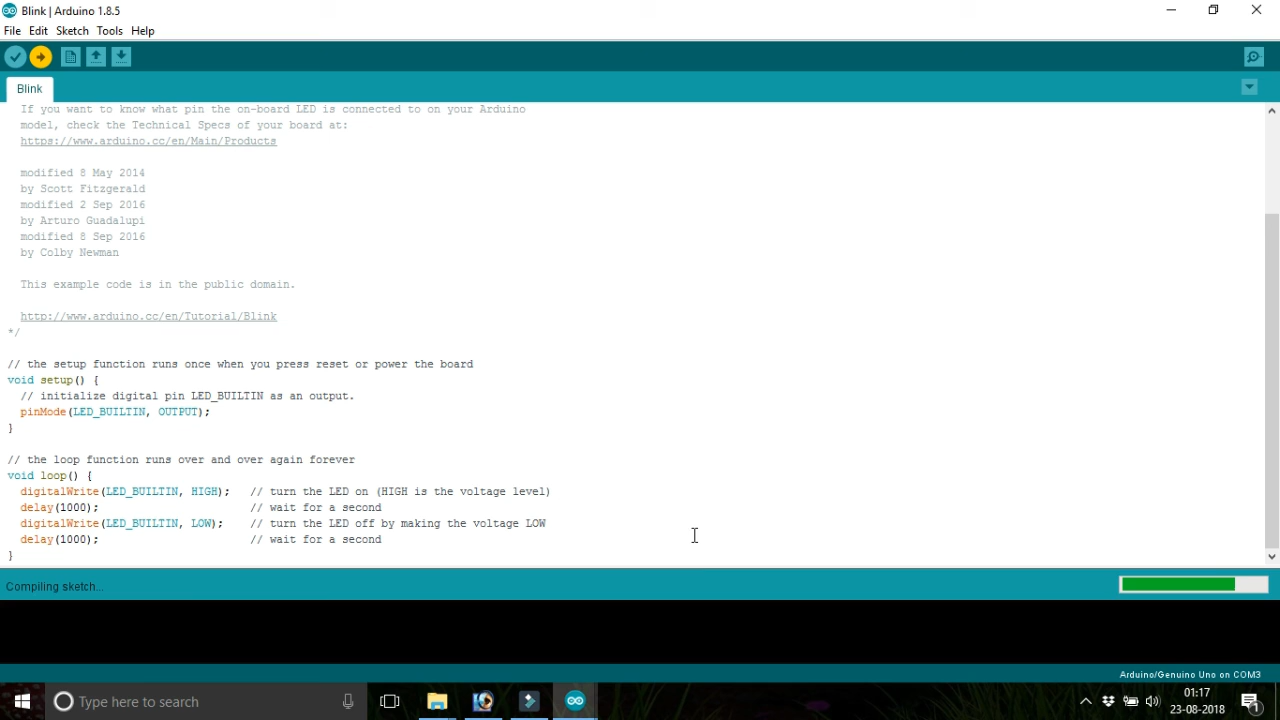 Blink | Arduino 1.8.5
File Edit Sketch Tools Help
Blink
If you want to know what pin the on-board LED is connected to on your Arduino
model, check the Technical Specs of your board at:
https://www.arduino.cc/en/Main/Products
modified 8 May 2014
by Scott Fitzgerald
modified 2 Sep 2016
by Arturo Guadalupi
modified 8 Sep 2016
by Colby Newman
This example code is in the public domain.
http://www.arduino.cc/en/Tutorial/Blink
*/
// the setup function runs once when you press reset or power the board
void setup() {
// initialize digital pin LED_BUILTIN as an output.
pinMode(LED_BUILTIN, OUTPUT);
}
// the loop function runs over and over again forever
void loop() {
digitalWrite(LED_BUILTIN, HIGH);   // turn the LED on (HIGH is the voltage level)
delay(1000);                       // wait for a second
digitalWrite(LED_BUILTIN, LOW);    // turn the LED off by making the voltage LOW
delay(1000);                       // wait for a second
}
Compiling sketch...
Arduino/Genuino Uno on COM3
Type here to search
01:17
23-08-2018
1